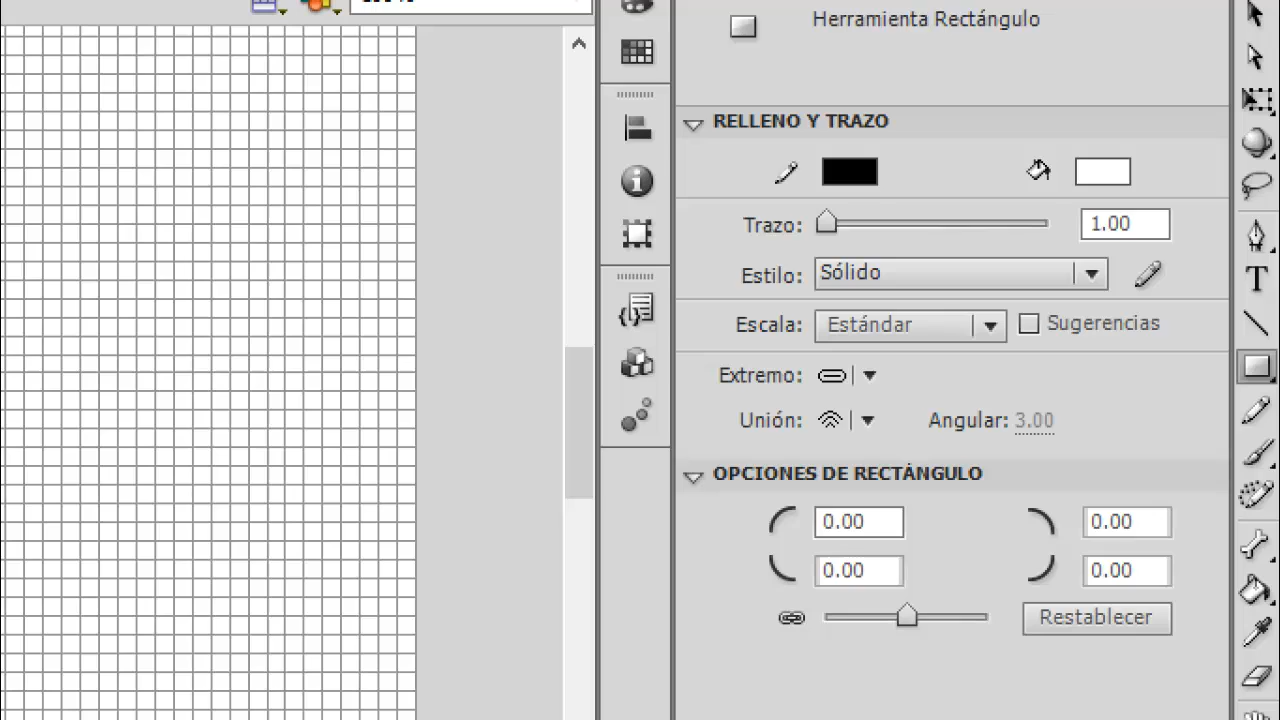 Herramienta Rectángulo
RELLENO Y TRAZO
Trazo: 1.00
Estilo: Sólido
Escala: Estándar Sugerencias
Extremo:
Unión: Angular: 3.00
OPCIONES DE RECTÁNGULO
0.00 0.00
0.00 0.00
Restablecer